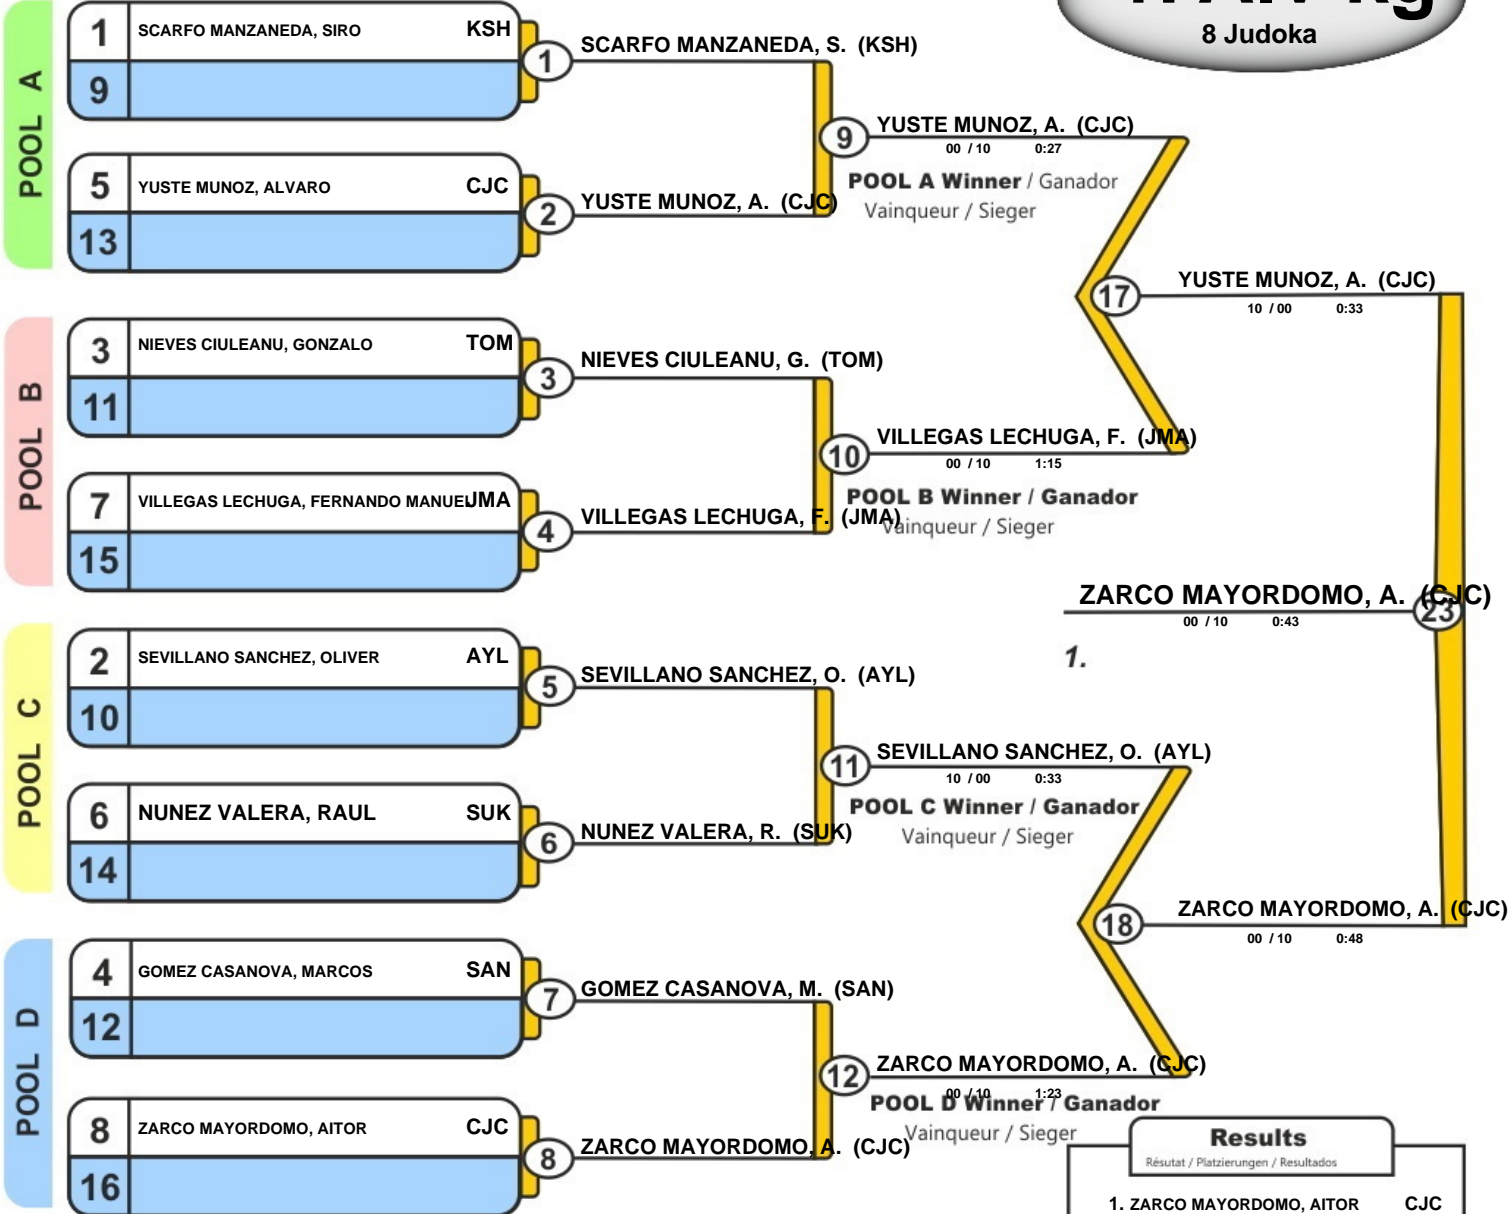 8 Judoka
POOL A
1 SCARFO MANZANEDA, SIRO KSH
9
1
SCARFO MANZANEDA, S. (KSH)
5 YUSTE MUNOZ, ALVARO CJC
13
2
YUSTE MUNOZ, A. (CJC)
9
YUSTE MUNOZ, A. (CJC)
00 / 10 0:27
POOL A Winner / Ganador
Vainqueur / Sieger
POOL B
3 NIEVES CIULEANU, GONZALO TOM
11
3
NIEVES CIULEANU, G. (TOM)
7 VILLEGAS LECHUGA, FERNANDO MANUEL JMA
15
4
VILLEGAS LECHUGA, F. (JMA)
10
VILLEGAS LECHUGA, F. (JMA)
00 / 10 1:15
POOL B Winner / Ganador
Vainqueur / Sieger
17
YUSTE MUNOZ, A. (CJC)
10 / 00 0:33
POOL C
2 SEVILLANO SANCHEZ, OLIVER AYL
10
5
SEVILLANO SANCHEZ, O. (AYL)
6 NUNEZ VALERA, RAUL SUK
14
6
NUNEZ VALERA, R. (SUK)
11
SEVILLANO SANCHEZ, O. (AYL)
10 / 00 0:33
POOL C Winner / Ganador
Vainqueur / Sieger
POOL D
4 GOMEZ CASANOVA, MARCOS SAN
12
7
GOMEZ CASANOVA, M. (SAN)
8 ZARCO MAYORDOMO, AITOR CJC
16
8
ZARCO MAYORDOMO, A. (CJC)
12
ZARCO MAYORDOMO, A. (CJC)
00 / 10 1:23
POOL D Winner / Ganador
Vainqueur / Sieger
18
ZARCO MAYORDOMO, A. (CJC)
00 / 10 0:48
ZARCO MAYORDOMO, A. (CJC)
23
00 / 10 0:43
1.
Results
Résutat / Platzierungen / Resultados
1. ZARCO MAYORDOMO, AITOR CJC